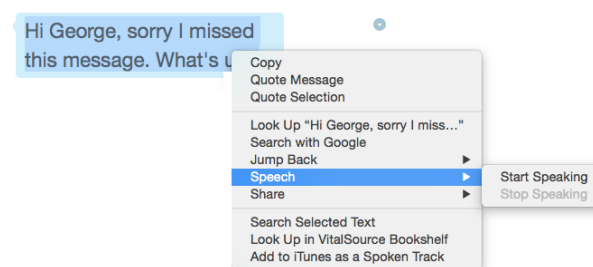 Hi George, sorry I missed
this message. What's u
Copy
Quote Message
Quote Selection
Look Up “Hi George, sorry I miss...”
Search with Google
Jump Back
Speech
Start Speaking
Share
Stop Speaking
Search Selected Text
Look Up in VitalSource Bookshelf
Add to iTunes as a Spoken Track